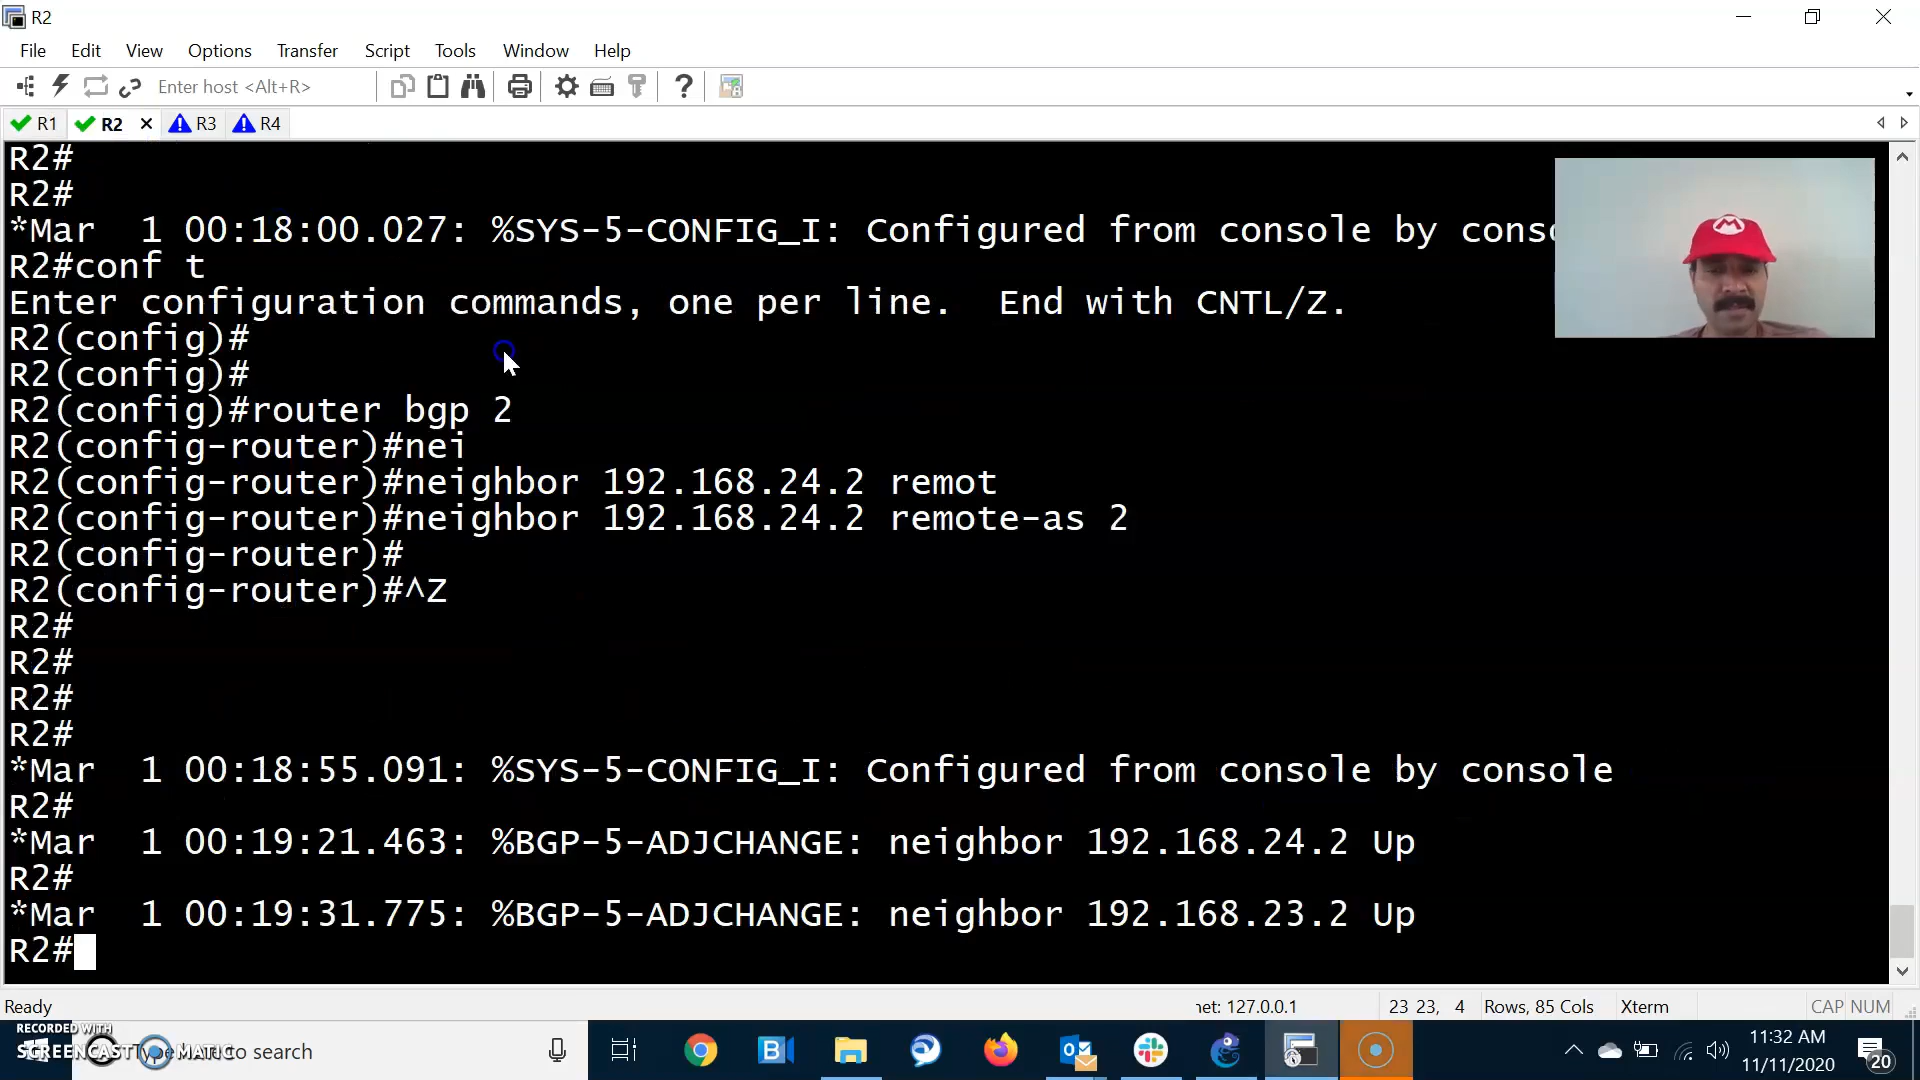 R2
File Edit View Options Transfer Script Tools Window Help
Enter host <Alt+R>
R1 R2 R3 R4
R2#
R2#
*Mar  1 00:18:00.027: %SYS-5-CONFIG_I: Configured from console by conso
R2#conf t
Enter configuration commands, one per line.  End with CNTL/Z.
R2(config)#
R2(config)#
R2(config)#router bgp 2
R2(config-router)#nei
R2(config-router)#neighbor 192.168.24.2 remot
R2(config-router)#neighbor 192.168.24.2 remote-as 2
R2(config-router)#
R2(config-router)#^Z
R2#
R2#
R2#
R2#
*Mar  1 00:18:55.091: %SYS-5-CONFIG_I: Configured from console by console
R2#
*Mar  1 00:19:21.463: %BGP-5-ADJCHANGE: neighbor 192.168.24.2 Up
R2#
*Mar  1 00:19:31.775: %BGP-5-ADJCHANGE: neighbor 192.168.23.2 Up
R2#
Ready net: 127.0.0.1 23 23, 4 Rows, 85 Cols Xterm CAP NUM
RECORDED WITH
SCREENCAST MATIC
to search
11:32 AM
11/11/2020
20